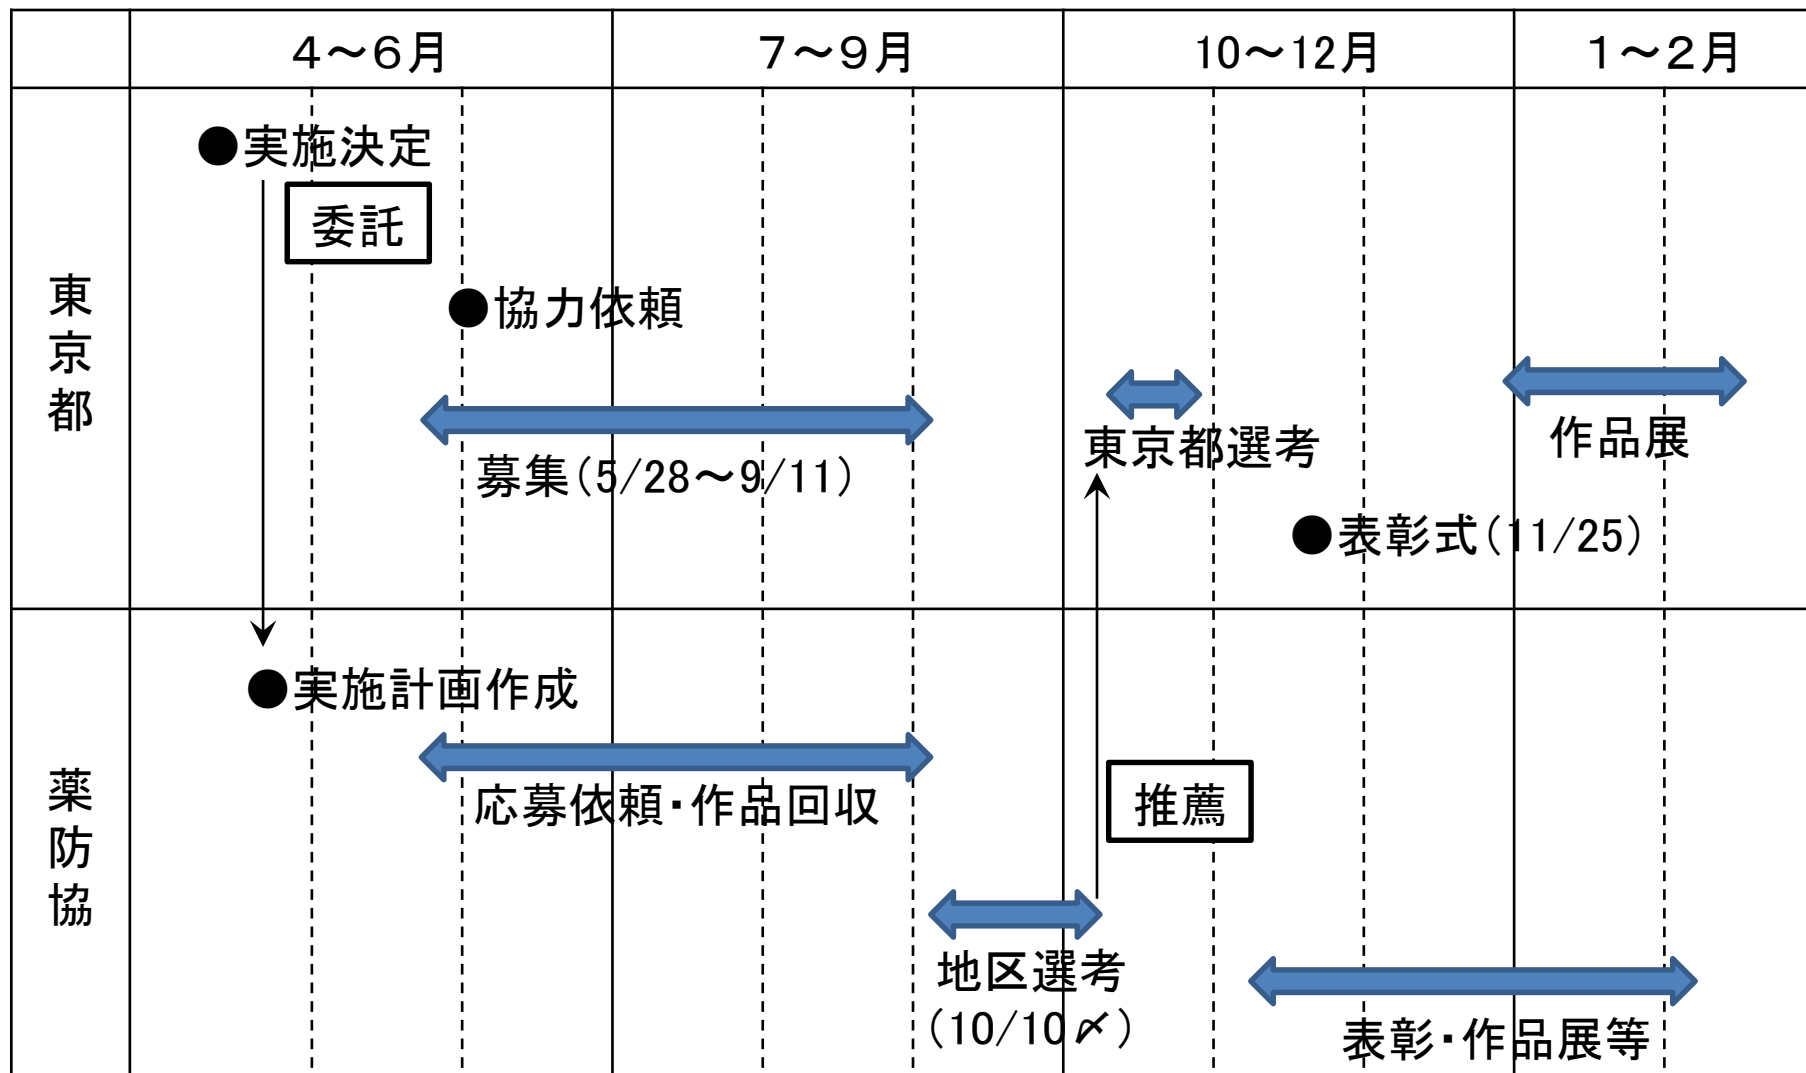 ４～６月
７～９月
10～12月
１～２月
東京都
●実施決定
委託
●協力依頼
募集（5/28～9/11）
東京都選考
作品展
●表彰式（11/25）
薬防協
●実施計画作成
応募依頼・作品回収
推薦
地区選考
（10/10〆）
表彰・作品展等